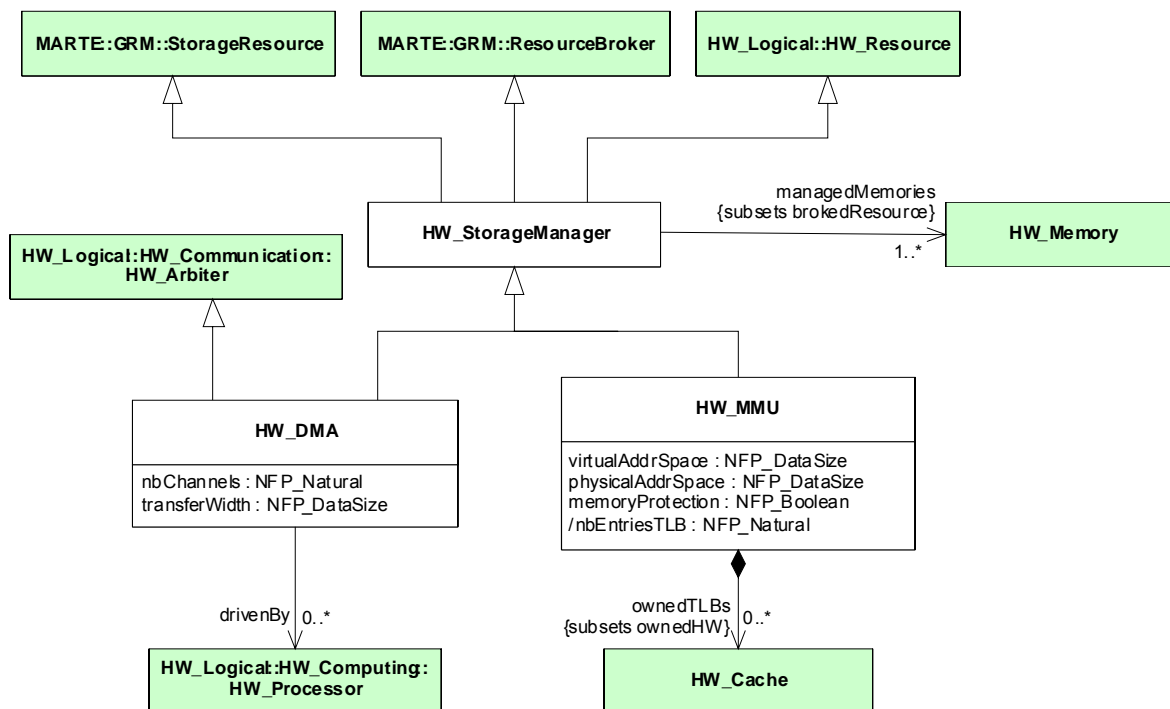 MARTE::GRM::StorageResource
MARTE::GRM::ResourceBroker
HW_Logical::HW_Resource
managedMemories
{subsets brokedResource}
HW_StorageManager
1..*
HW_Memory
HW_Logical::HW_Communication::
HW_Arbiter
HW_DMA
nbChannels : NFP_Natural
transferWidth : NFP_DataSize
HW_MMU
virtualAddrSpace : NFP_DataSize
physicalAddrSpace : NFP_DataSize
memoryProtection : NFP_Boolean
/nbEntriesTLB : NFP_Natural
drivenBy
0..*
ownedTLBs
{subsets ownedHW}
0..*
HW_Logical::HW_Computing::
HW_Processor
HW_Cache